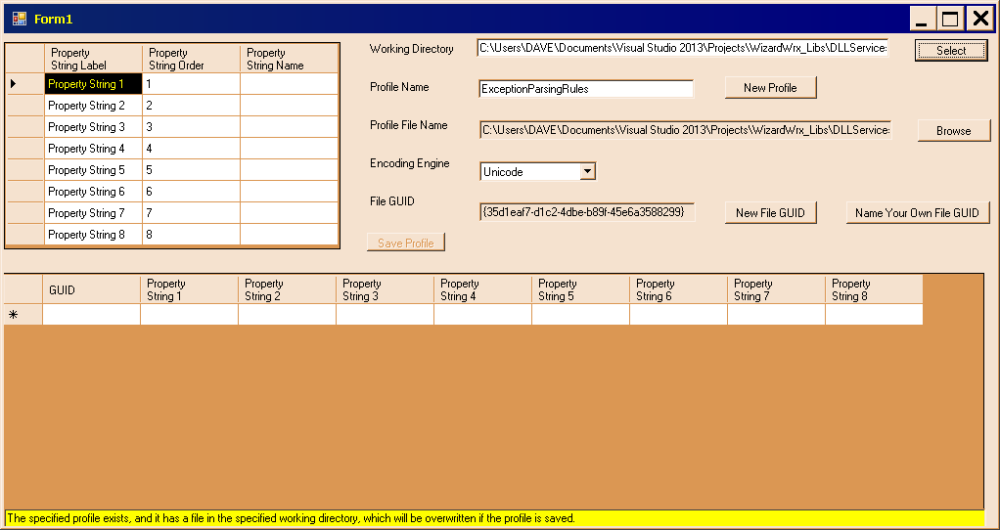 Form1
Property String Label Property String Order Property String Name
Property String 1 1
Property String 2 2
Property String 3 3
Property String 4 4
Property String 5 5
Property String 6 6
Property String 7 7
Property String 8 8
Working Directory C:\Users\DAVE\Documents\Visual Studio 2013\Projects\WizardWrx_Libs\DLLService: Select
Profile Name ExceptionParsingRules New Profile
Profile File Name C:\Users\DAVE\Documents\Visual Studio 2013\Projects\WizardWrx_Libs\DLLService: Browse
Encoding Engine Unicode
File GUID {35d1eaf7-d1c2-4dbe-b89f-45e6a3588299} New File GUID Name Your Own File GUID
Save Profile
GUID Property String 1 Property String 2 Property String 3 Property String 4 Property String 5 Property String 6 Property String 7 Property String 8
The specified profile exists, and it has a file in the specified working directory, which will be overwritten if the profile is saved.